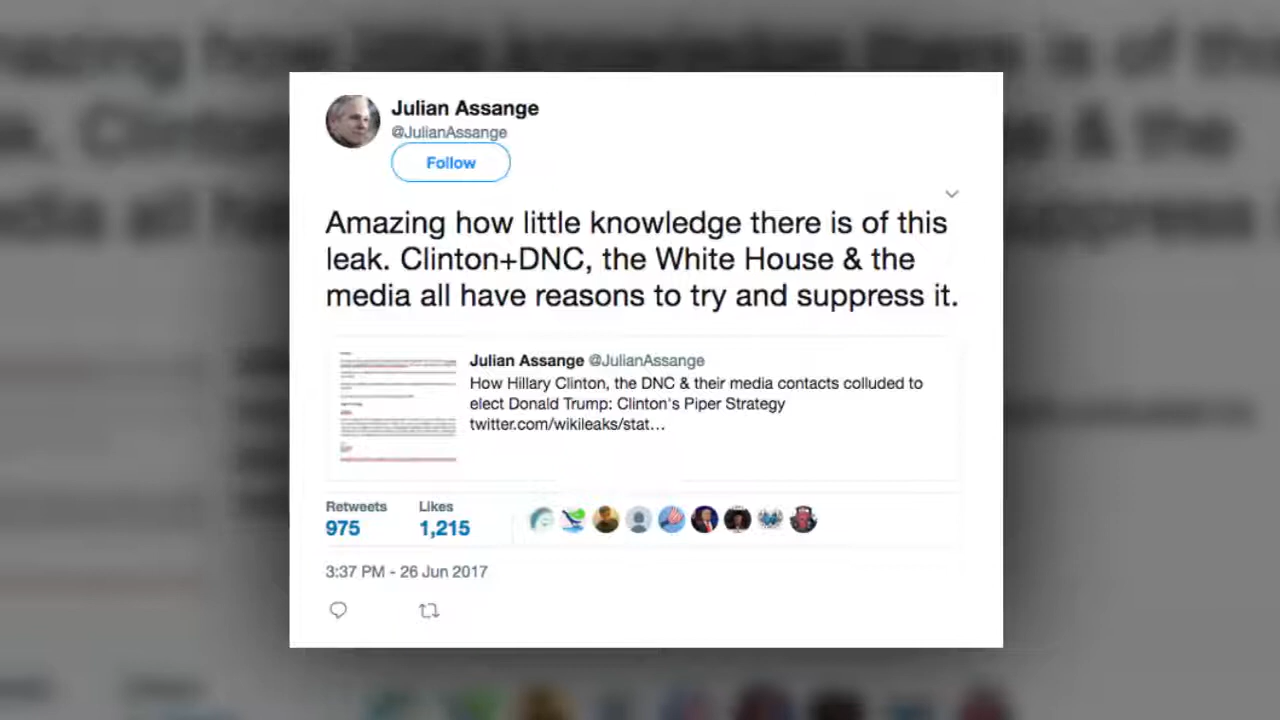 Julian Assange
@JulianAssange
Follow
Amazing how little knowledge there is of this
leak. Clinton+DNC, the White House & the
media all have reasons to try and suppress it.
Julian Assange @JulianAssange
How Hillary Clinton, the DNC & their media contacts colluded to
elect Donald Trump: Clinton's Piper Strategy
twitter.com/wikileaks/stat...
Retweets Likes
975 1,215
3:37 PM - 26 Jun 2017